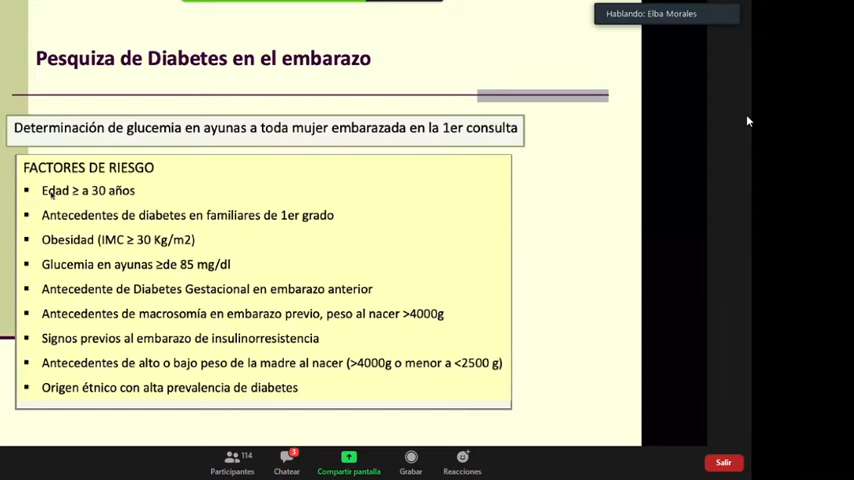 Hablando: Elba Morales
Pesquiza de Diabetes en el embarazo
Determinación de glucemia en ayunas a toda mujer embarazada en la 1er consulta
FACTORES DE RIESGO
▪ Edad ≥ a 30 años
▪ Antecedentes de diabetes en familiares de 1er grado
▪ Obesidad (IMC ≥ 30 Kg/m2)
▪ Glucemia en ayunas ≥de 85 mg/dl
▪ Antecedente de Diabetes Gestacional en embarazo anterior
▪ Antecedentes de macrosomía en embarazo previo, peso al nacer >4000g
▪ Signos previos al embarazo de insulinorresistencia
▪ Antecedentes de alto o bajo peso de la madre al nacer (>4000g o menor a <2500 g)
▪ Origen étnico con alta prevalencia de diabetes
114 3
Participantes Chatear Compartir pantalla Grabar Reacciones Salir